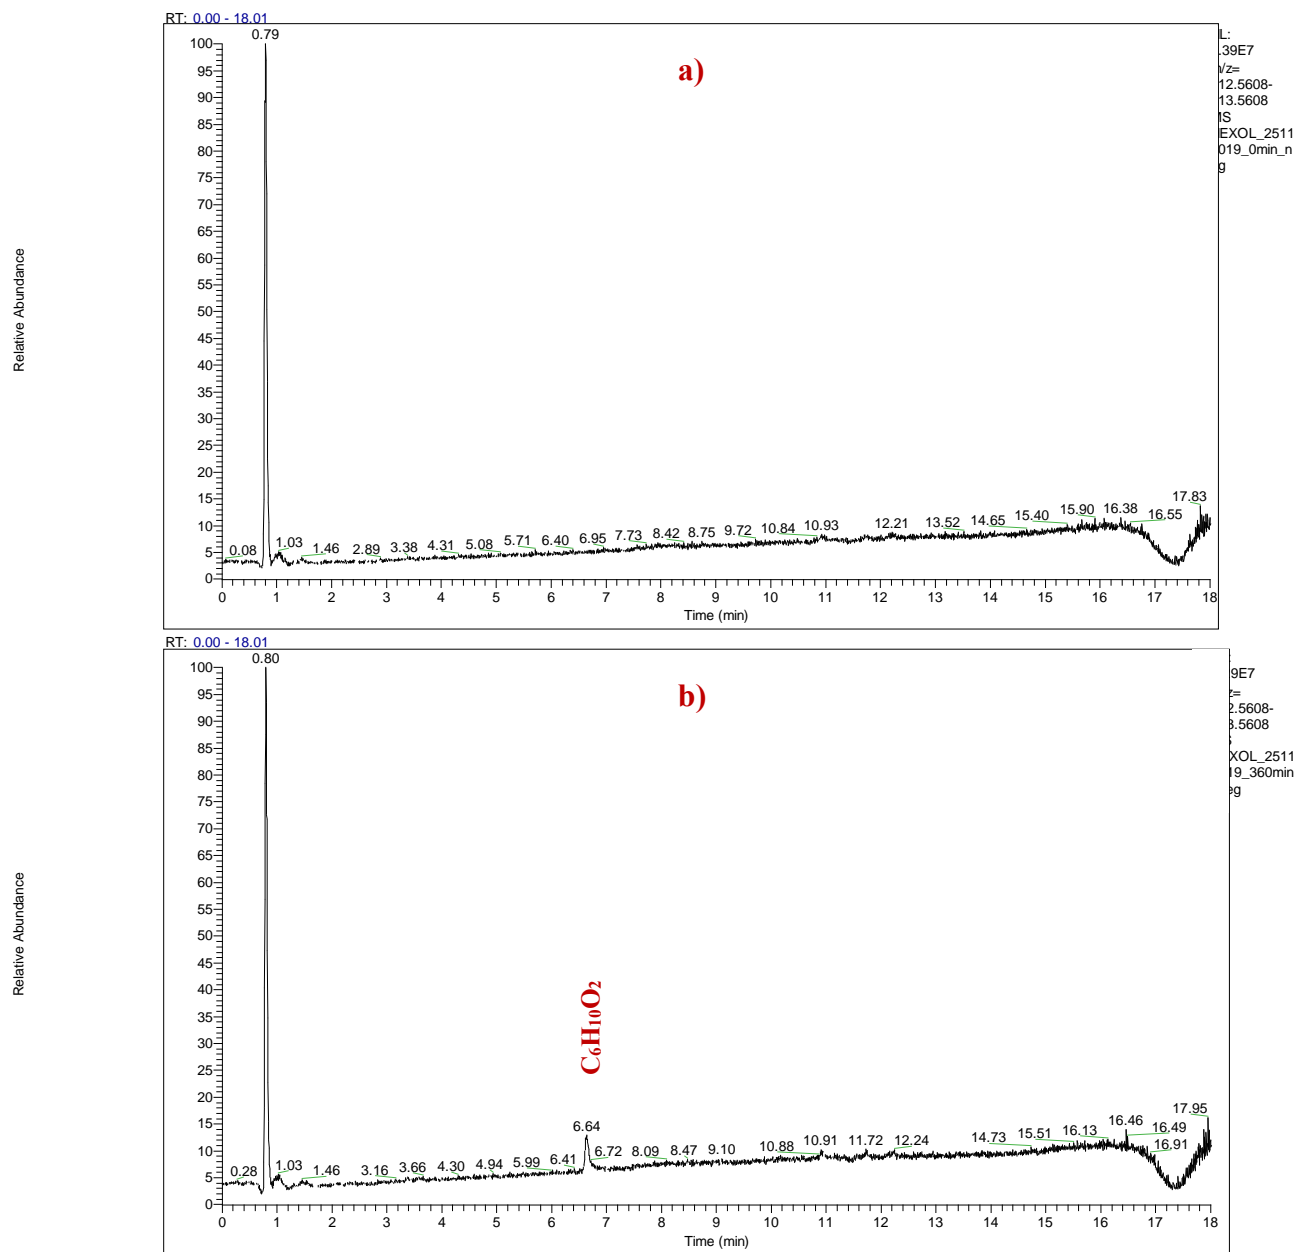 RT: 0.00 - 18.01
0.79
L:
.39E7
/z=
12.5608-
13.5608
EXOL_2511
019_0min_n
g
a)
Relative Abundance
100
95
90
85
80
75
70
65
60
55
50
45
40
35
30
25
20
15
10
5
0
0.08 1.03 1.46 2.89 3.38 4.31 5.08 5.71 6.40 6.95 7.73 8.42 8.75 9.72 10.84 10.93 12.21 13.52 14.65 15.40 15.90 16.38 16.55 17.83
0 1 2 3 4 5 6 7 8 9 10 11 12 13 14 15 16 17 18
Time (min)
RT: 0.00 - 18.01
0.80
9E7
z=
2.5608-
3.5608
XOL_2511
19_360min
eg
b)
Relative Abundance
100
95
90
85
80
75
70
65
60
55
50
45
40
35
30
25
20
15
10
5
0
C₆H₁₀O₂
0.28 1.03 1.46 3.16 3.66 4.30 4.94 5.99 6.41 6.64 6.72 8.09 8.47 9.10 10.88 10.91 11.72 12.24 14.73 15.51 16.13 16.46 16.49 16.91 17.95
0 1 2 3 4 5 6 7 8 9 10 11 12 13 14 15 16 17 18
Time (min)